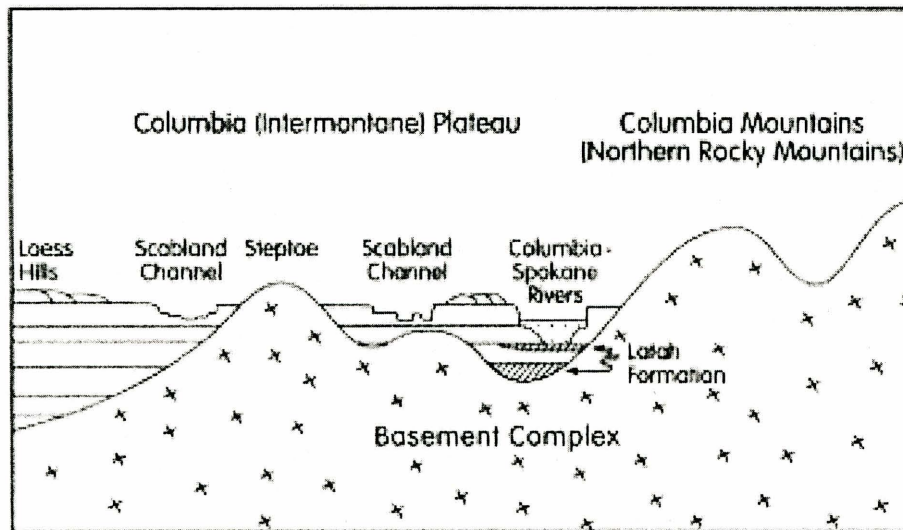 Columbia (Intermontane) Plateau
Columbia Mountains
(Northern Rocky Mountains)
Loess
Hills
Scabland
Channel
Steptoe
Scabland
Channel
Columbia -
Spokane
Rivers
Latah
Formation
Basement Complex